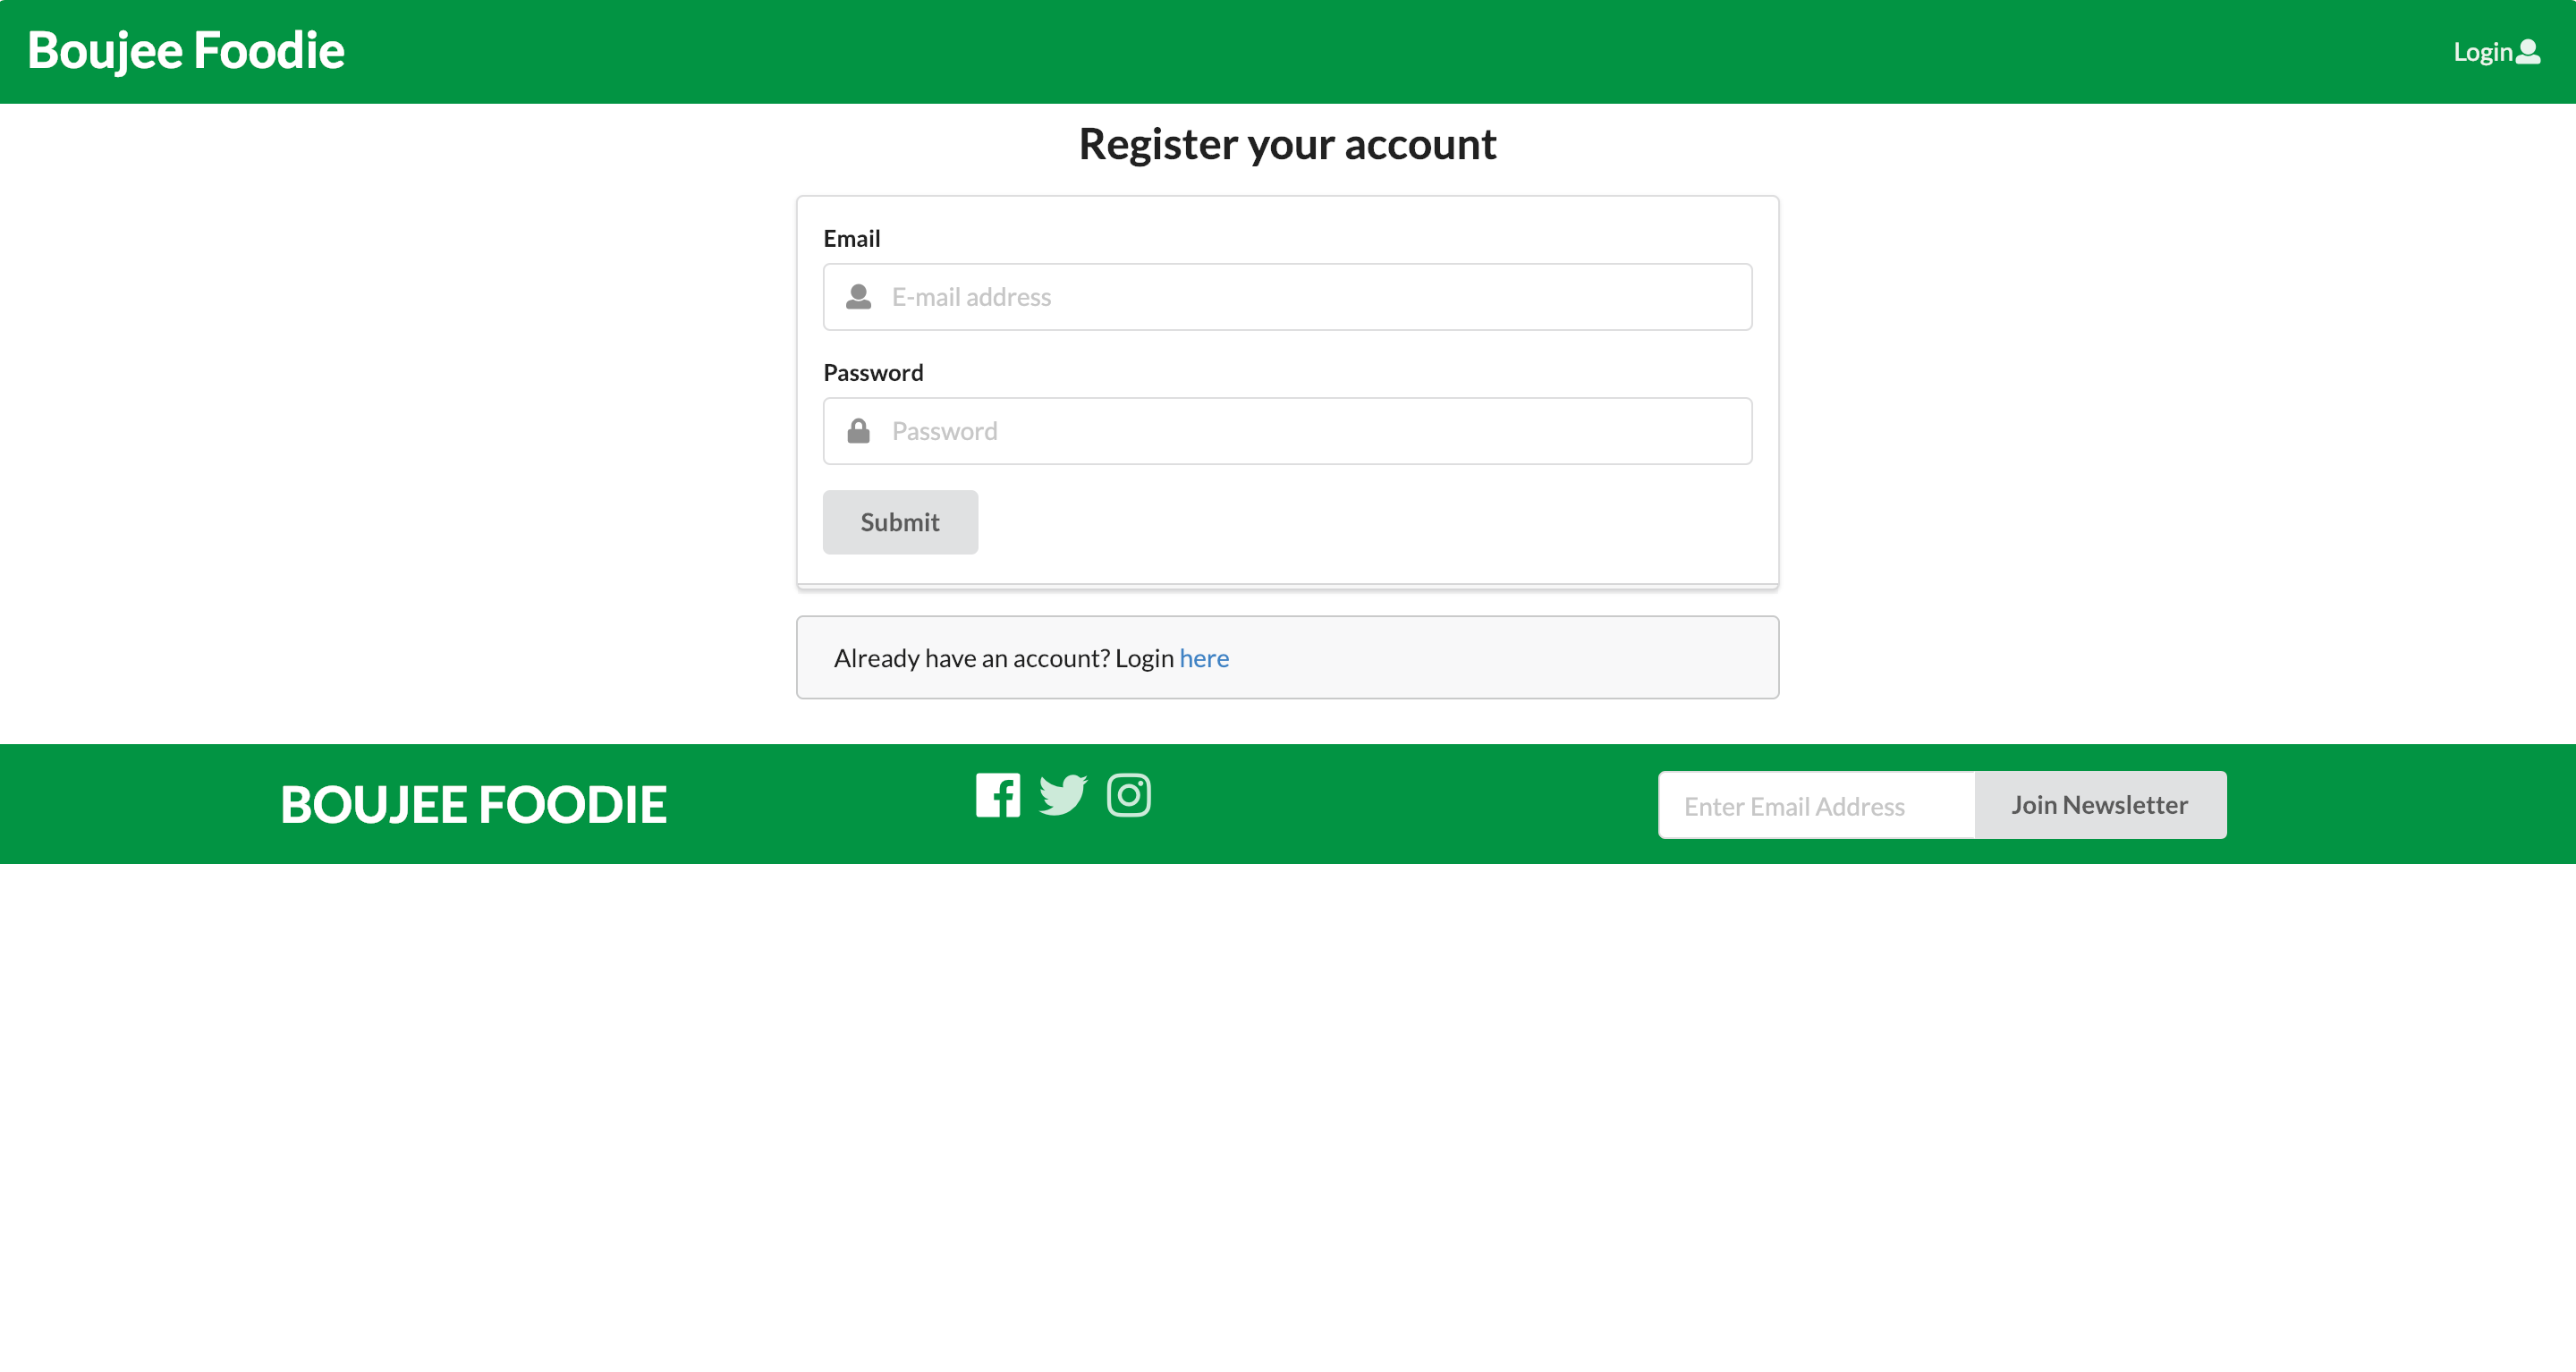 Boujee Foodie
Login
Register your account
Email
E-mail address
Password
Password
Submit
Already have an account? Login here
BOUJEE FOODIE
Enter Email Address
Join Newsletter